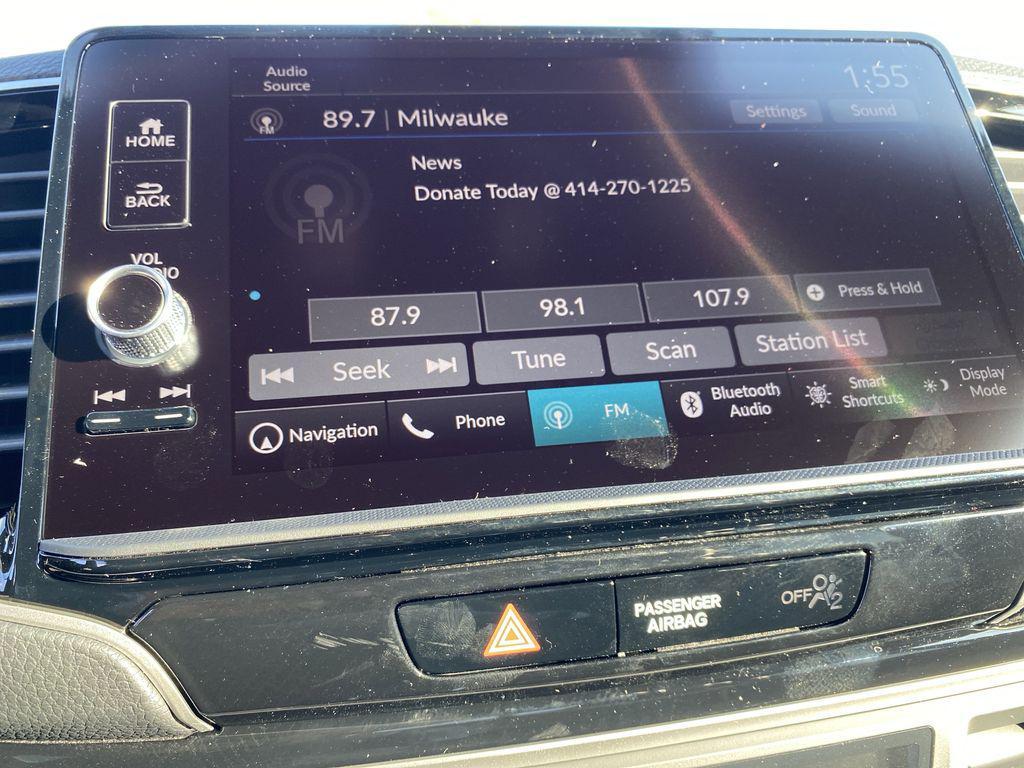 Audio
Source
1:55
FM
89.7 | Milwauke
Settings
Sound
HOME
BACK
News
Donate Today @ 414-270-1225
FM
VOL
87.9
98.1
107.9
Press & Hold
Seek
Tune
Scan
Station List
Navigation
Phone
FM
Bluetooth
Audio
Smart
Shortcuts
Display
Mode
PASSENGER
AIRBAG
OFF
2